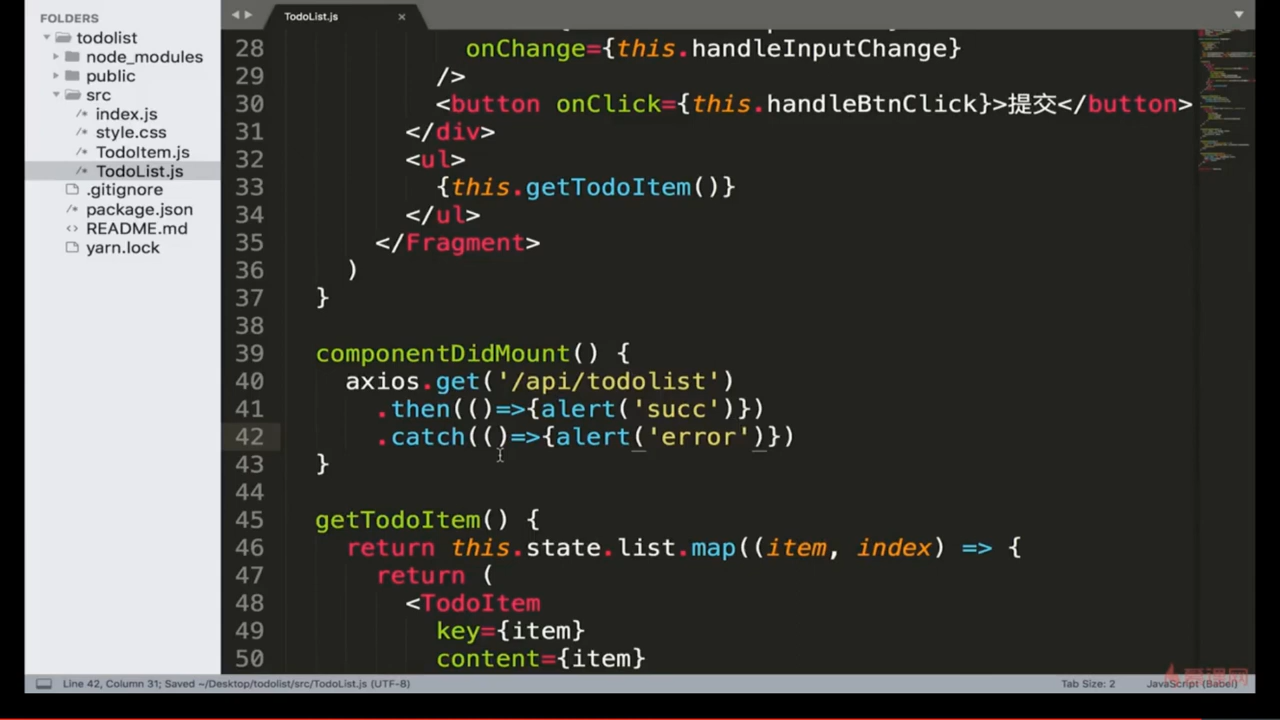 FOLDERS
todolist
node_modules
public
src
index.js
style.css
TodoItem.js
TodoList.js
.gitignore
package.json
README.md
yarn.lock
TodoList.js
28 onChange={this.handleInputChange}
29 />
30 <button onClick={this.handleBtnClick}>提交</button>
31 </div>
32 <ul>
33 {this.getTodoItem()}
34 </ul>
35 </Fragment>
36 )
37 }
38
39 componentDidMount() {
40 axios.get('/api/todolist')
41 .then(()=>{alert('succ')})
42 .catch(()=>{alert('error')})
43 }
44
45 getTodoItem() {
46 return this.state.list.map((item, index) => {
47 return (
48 <TodoItem
49 key={item}
50 content={item}
Line 42, Column 31; Saved ~/Desktop/todolist/src/TodoList.js (UTF-8)
Tab Size: 2
JavaScript (Babel)